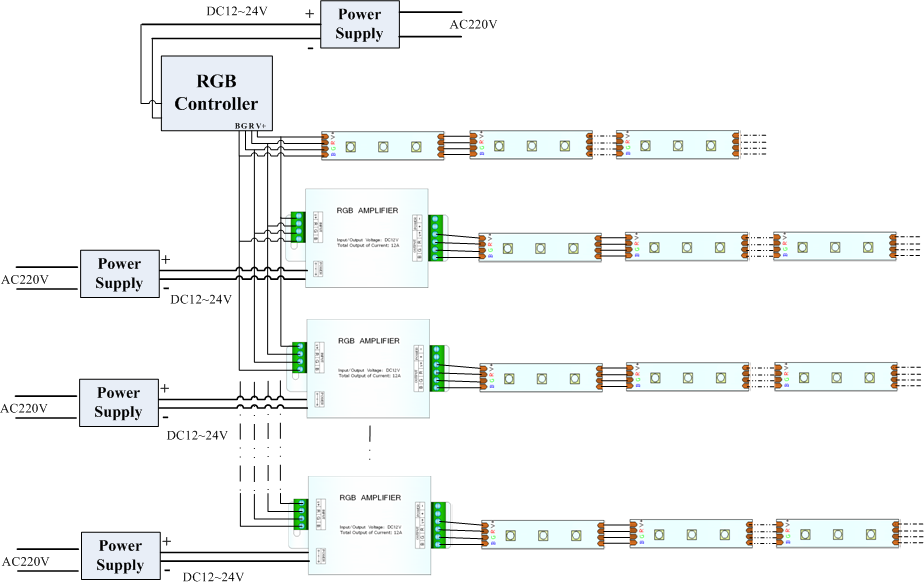 DC12~24V
+
Power
Supply
-
AC220V
RGB
Controller
B G R V+
RGB AMPLIFIER
Input/Output Voltage: DC12V
Total Output of Current: 12A
Power
Supply
+
-
AC220V
DC12~24V
RGB AMPLIFIER
Input/Output Voltage: DC12V
Total Output of Current: 12A
Power
Supply
+
-
AC220V
DC12~24V
RGB AMPLIFIER
Input/Output Voltage: DC12V
Total Output of Current: 12A
Power
Supply
+
-
AC220V
DC12~24V